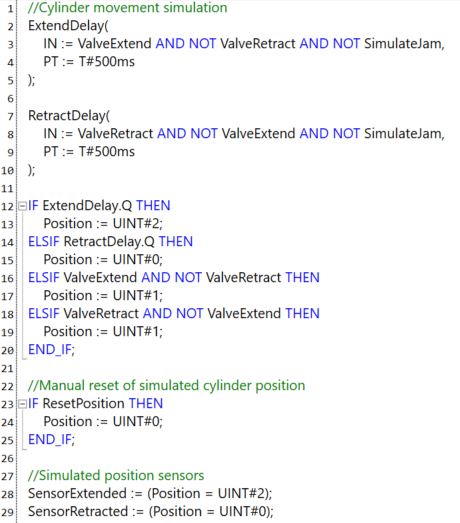 1 //Cylinder movement simulation
2 ExtendDelay(
3 IN := ValveExtend AND NOT ValveRetract AND NOT SimulateJam,
4 PT := T#500ms
5 );
6
7 RetractDelay(
8 IN := ValveRetract AND NOT ValveExtend AND NOT SimulateJam,
9 PT := T#500ms
10 );
11
12 IF ExtendDelay.Q THEN
13 Position := UINT#2;
14 ELSIF RetractDelay.Q THEN
15 Position := UINT#0;
16 ELSIF ValveExtend AND NOT ValveRetract THEN
17 Position := UINT#1;
18 ELSIF ValveRetract AND NOT ValveExtend THEN
19 Position := UINT#1;
20 END_IF;
21
22 //Manual reset of simulated cylinder position
23 IF ResetPosition THEN
24 Position := UINT#0;
25 END_IF;
26
27 //Simulated position sensors
28 SensorExtended := (Position = UINT#2);
29 SensorRetracted := (Position = UINT#0);